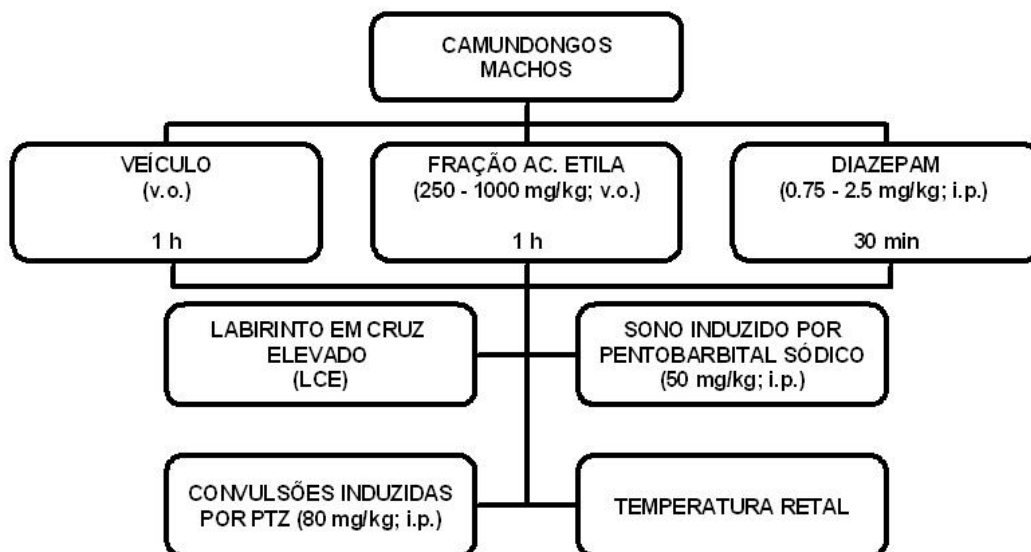 CAMUNDONGOS
MACHOS
VEÍCULO
(v.o.)
1 h
FRAÇÃO AC. ETILA
(250 - 1000 mg/kg; v.o.)
1 h
DIAZEPAM
(0.75 - 2.5 mg/kg; i.p.)
30 min
LABIRINTO EM CRUZ
ELEVADO
(LCE)
SONO INDUZIDO POR
PENTOBARBITAL SÓDICO
(50 mg/kg; i.p.)
CONVULSÕES INDUZIDAS
POR PTZ (80 mg/kg; i.p.)
TEMPERATURA RETAL